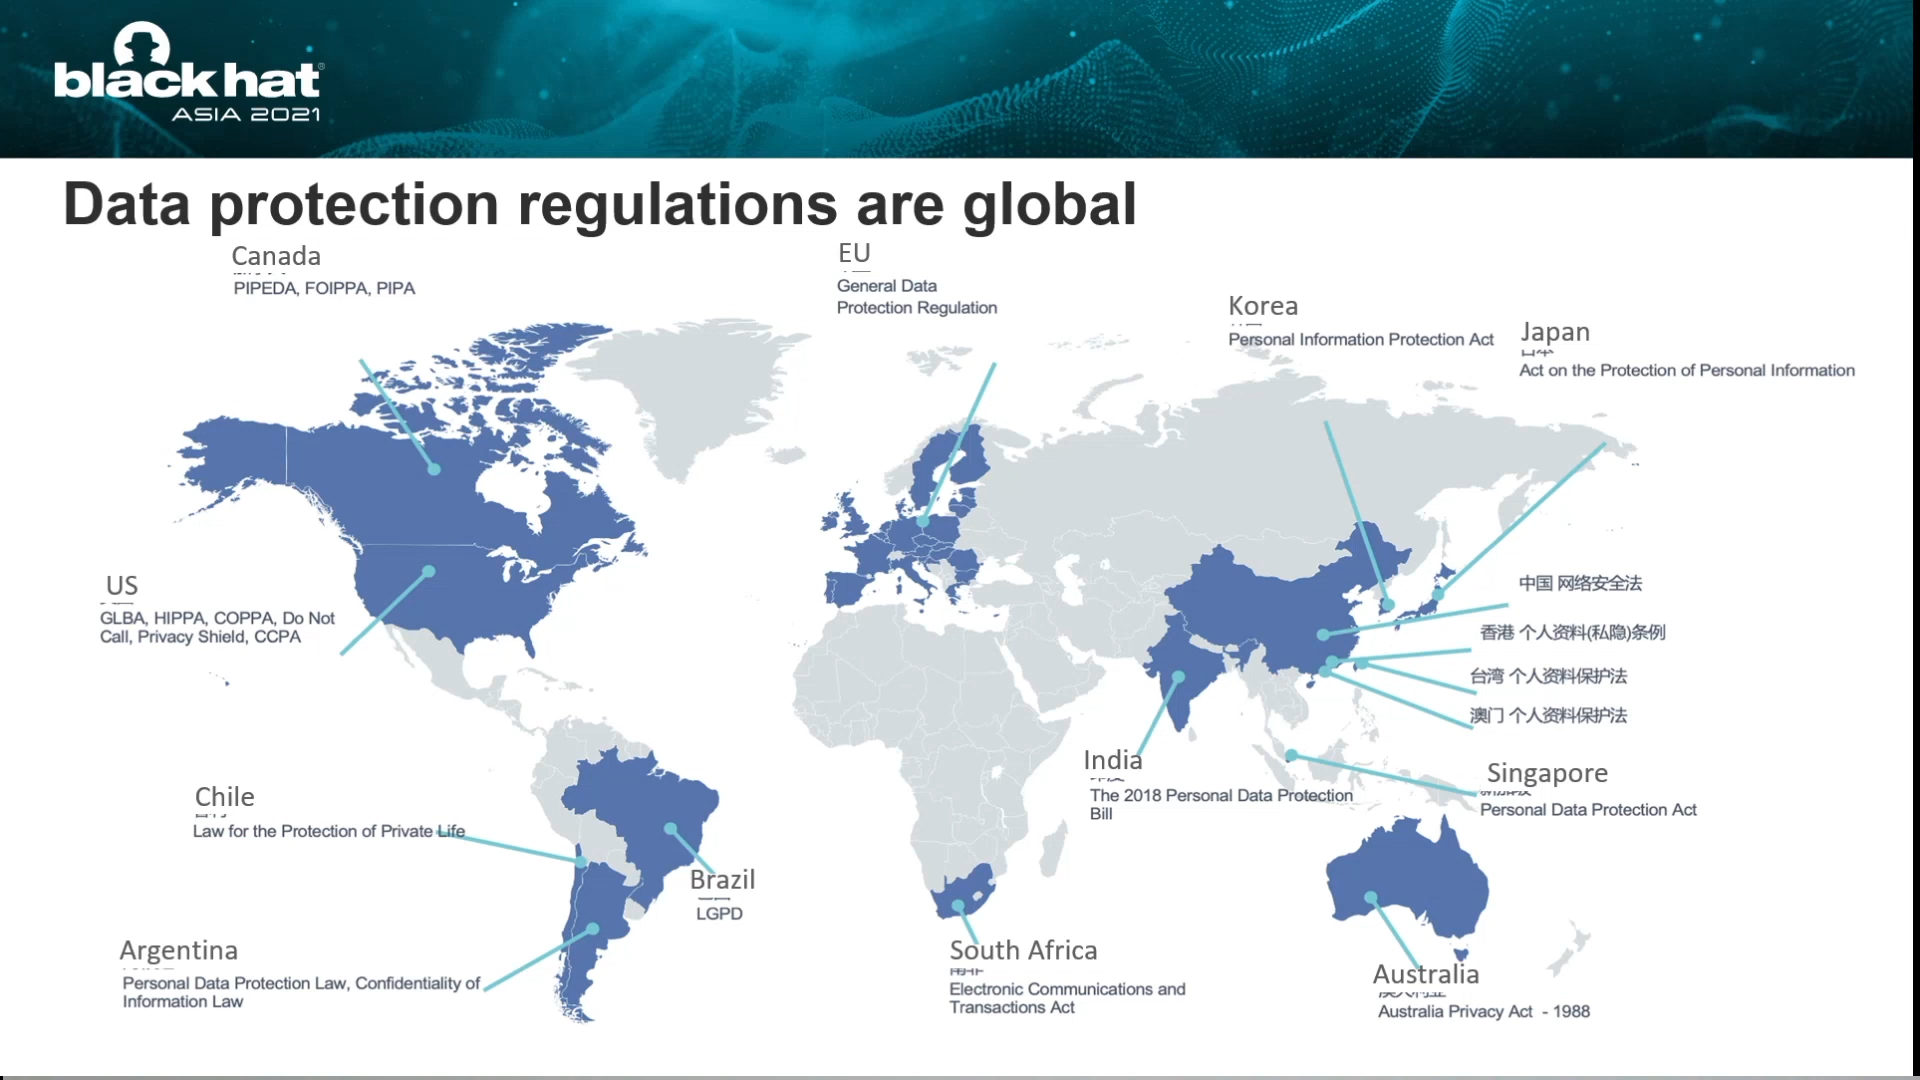 black hat®
ASIA 2021
Data protection regulations are global
Canada
PIPEDA, FOIPPA, PIPA
EU
General Data
Protection Regulation
Korea
Personal Information Protection Act
Japan
日本
Act on the Protection of Personal Information
US
GLBA, HIPPA, COPPA, Do Not
Call, Privacy Shield, CCPA
中国 网络安全法
香港 个人资料(私隐)条例
台湾 个人资料保护法
澳门 个人资料保护法
India
The 2018 Personal Data Protection
Bill
Singapore
Personal Data Protection Act
Chile
Law for the Protection of Private Life
Brazil
LGPD
Argentina
Personal Data Protection Law, Confidentiality of
Information Law
South Africa
Electronic Communications and
Transactions Act
Australia
Australia Privacy Act - 1988